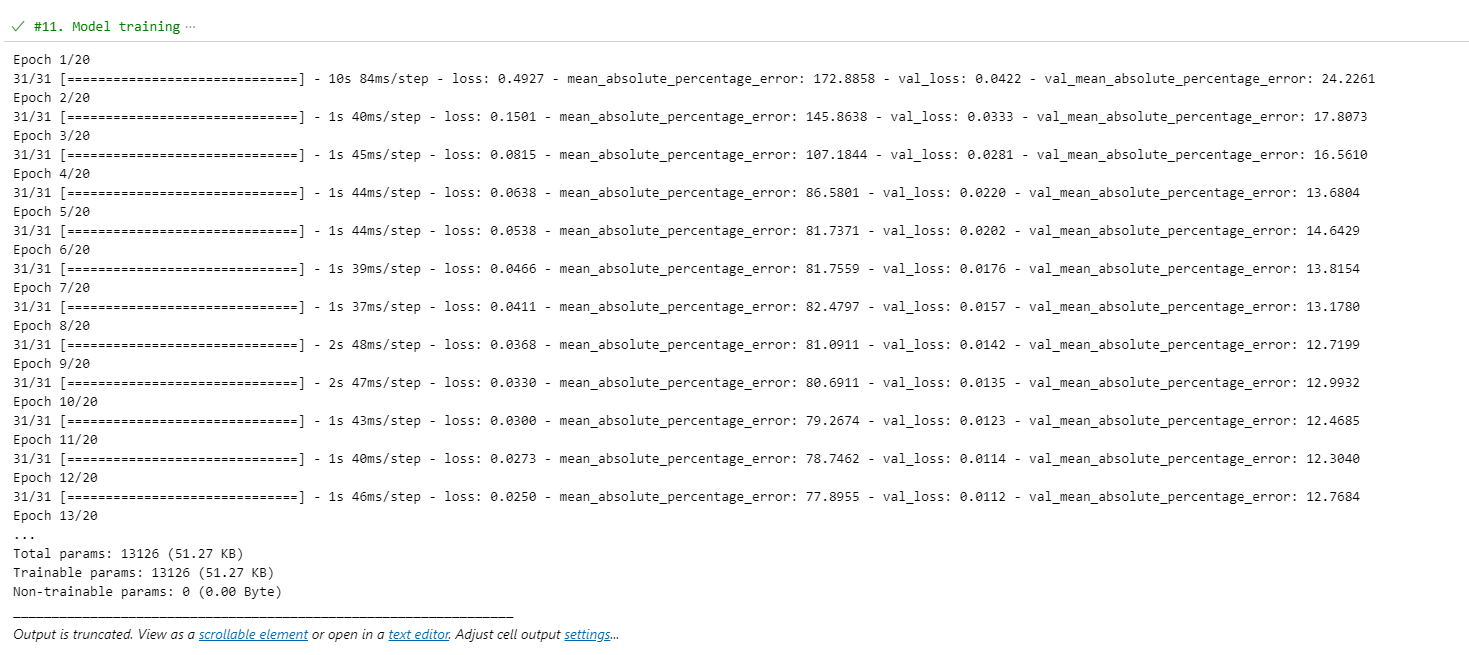 ✓ #11. Model training ...
Epoch 1/20
31/31 [==============================] - 10s 84ms/step - loss: 0.4927 - mean_absolute_percentage_error: 172.8858 - val_loss: 0.0422 - val_mean_absolute_percentage_error: 24.2261
Epoch 2/20
31/31 [==============================] - 1s 40ms/step - loss: 0.1501 - mean_absolute_percentage_error: 145.8638 - val_loss: 0.0333 - val_mean_absolute_percentage_error: 17.8073
Epoch 3/20
31/31 [==============================] - 1s 45ms/step - loss: 0.0815 - mean_absolute_percentage_error: 107.1844 - val_loss: 0.0281 - val_mean_absolute_percentage_error: 16.5610
Epoch 4/20
31/31 [==============================] - 1s 44ms/step - loss: 0.0638 - mean_absolute_percentage_error: 86.5801 - val_loss: 0.0220 - val_mean_absolute_percentage_error: 13.6804
Epoch 5/20
31/31 [==============================] - 1s 44ms/step - loss: 0.0538 - mean_absolute_percentage_error: 81.7371 - val_loss: 0.0202 - val_mean_absolute_percentage_error: 14.6429
Epoch 6/20
31/31 [==============================] - 1s 39ms/step - loss: 0.0466 - mean_absolute_percentage_error: 81.7559 - val_loss: 0.0176 - val_mean_absolute_percentage_error: 13.8154
Epoch 7/20
31/31 [==============================] - 1s 37ms/step - loss: 0.0411 - mean_absolute_percentage_error: 82.4797 - val_loss: 0.0157 - val_mean_absolute_percentage_error: 13.1780
Epoch 8/20
31/31 [==============================] - 2s 48ms/step - loss: 0.0368 - mean_absolute_percentage_error: 81.0911 - val_loss: 0.0142 - val_mean_absolute_percentage_error: 12.7199
Epoch 9/20
31/31 [==============================] - 2s 47ms/step - loss: 0.0330 - mean_absolute_percentage_error: 80.6911 - val_loss: 0.0135 - val_mean_absolute_percentage_error: 12.9932
Epoch 10/20
31/31 [==============================] - 1s 43ms/step - loss: 0.0300 - mean_absolute_percentage_error: 79.2674 - val_loss: 0.0123 - val_mean_absolute_percentage_error: 12.4685
Epoch 11/20
31/31 [==============================] - 1s 40ms/step - loss: 0.0273 - mean_absolute_percentage_error: 78.7462 - val_loss: 0.0114 - val_mean_absolute_percentage_error: 12.3040
Epoch 12/20
31/31 [==============================] - 1s 46ms/step - loss: 0.0250 - mean_absolute_percentage_error: 77.8955 - val_loss: 0.0112 - val_mean_absolute_percentage_error: 12.7684
Epoch 13/20
...
Total params: 13126 (51.27 KB)
Trainable params: 13126 (51.27 KB)
Non-trainable params: 0 (0.00 Byte)
_________________________________________________________________
Output is truncated. View as a scrollable element or open in a text editor. Adjust cell output settings...